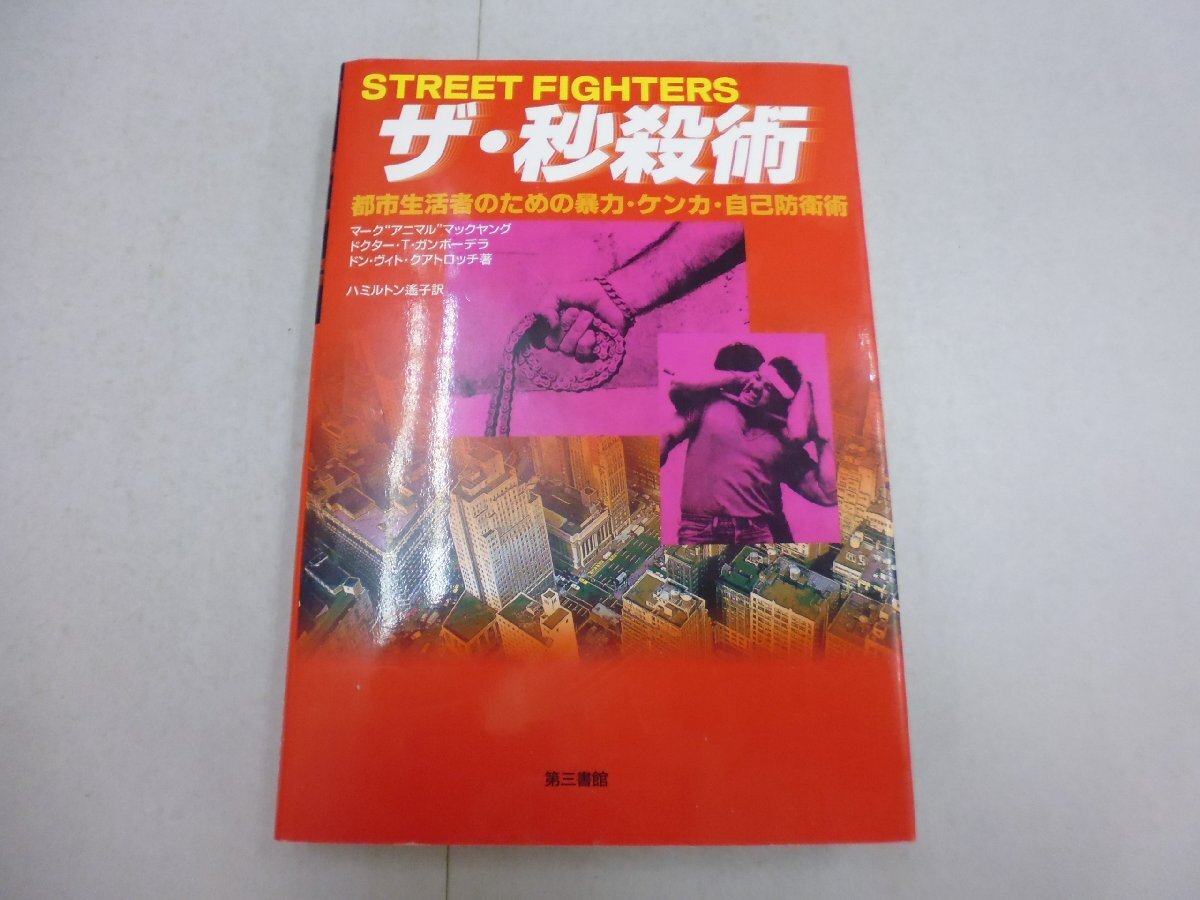 STREET FIGHTERS
ザ・秒殺術
都市生活者のための暴力・ケンカ・自己防衛術
マーク“アニマル”マックヤング
ドクター・T・ガンボーデラ
ドン・ヴィト・クアトロッチ著
ハミルトン遙子訳
第三書館